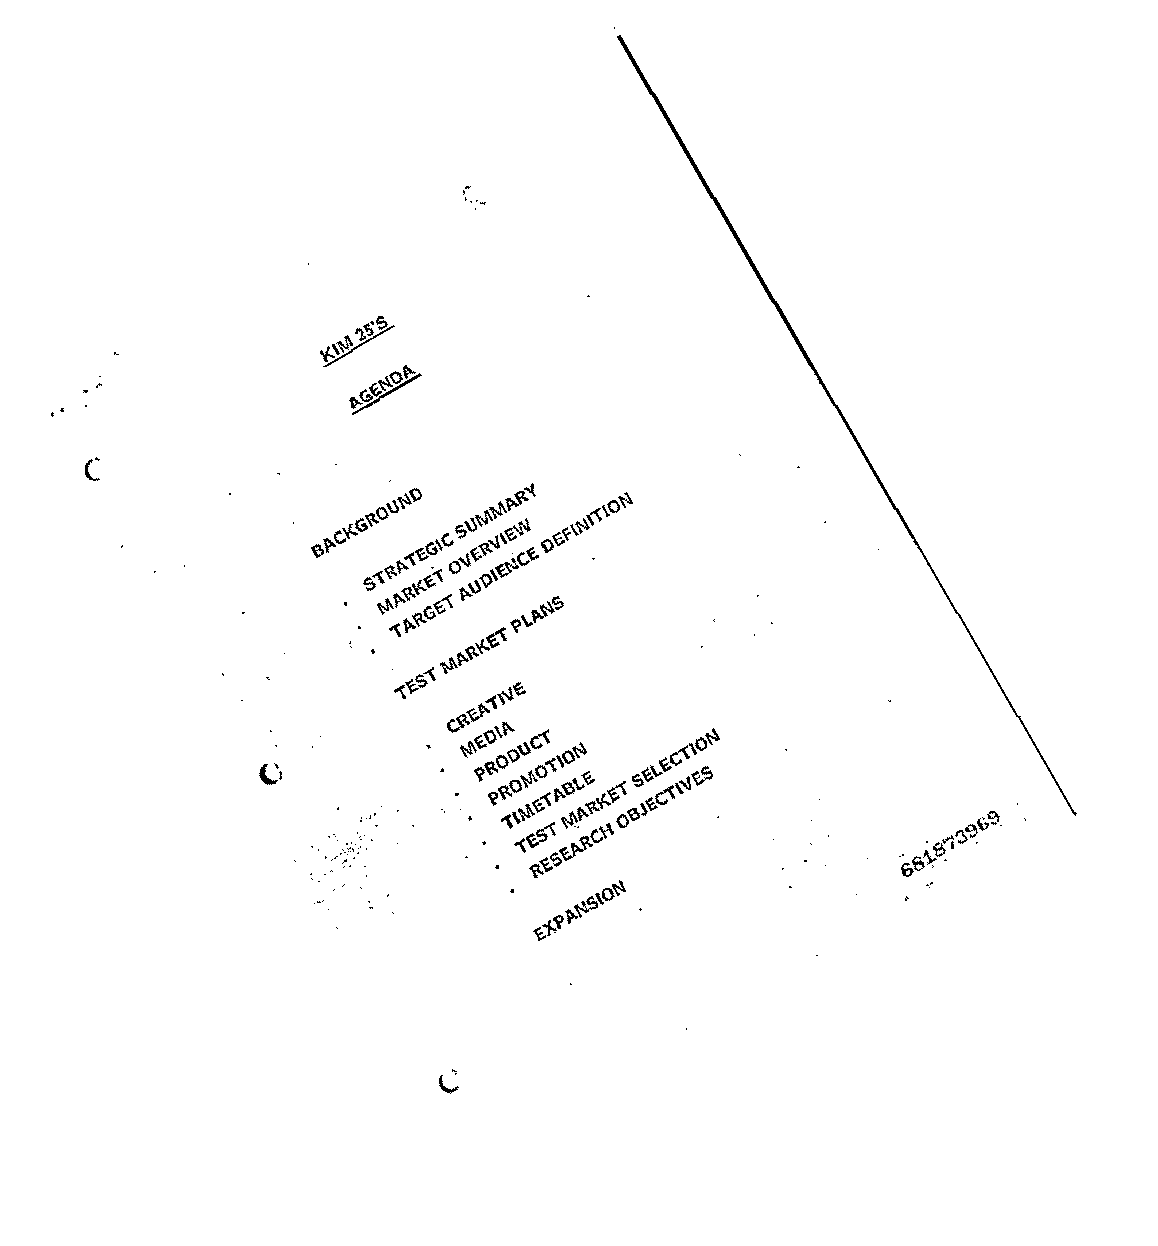 KIM 25'S
AGENDA
BACKGROUND
· STRATEGIC SUMMARY
· MARKET OVERVIEW
· TARGET AUDIENCE DEFINITION
TEST MARKET PLANS
· CREATIVE
· MEDIA
· PRODUCT
· PROMOTION
· TIMETABLE
· TEST MARKET SELECTION
· RESEARCH OBJECTIVES
EXPANSION
681873969